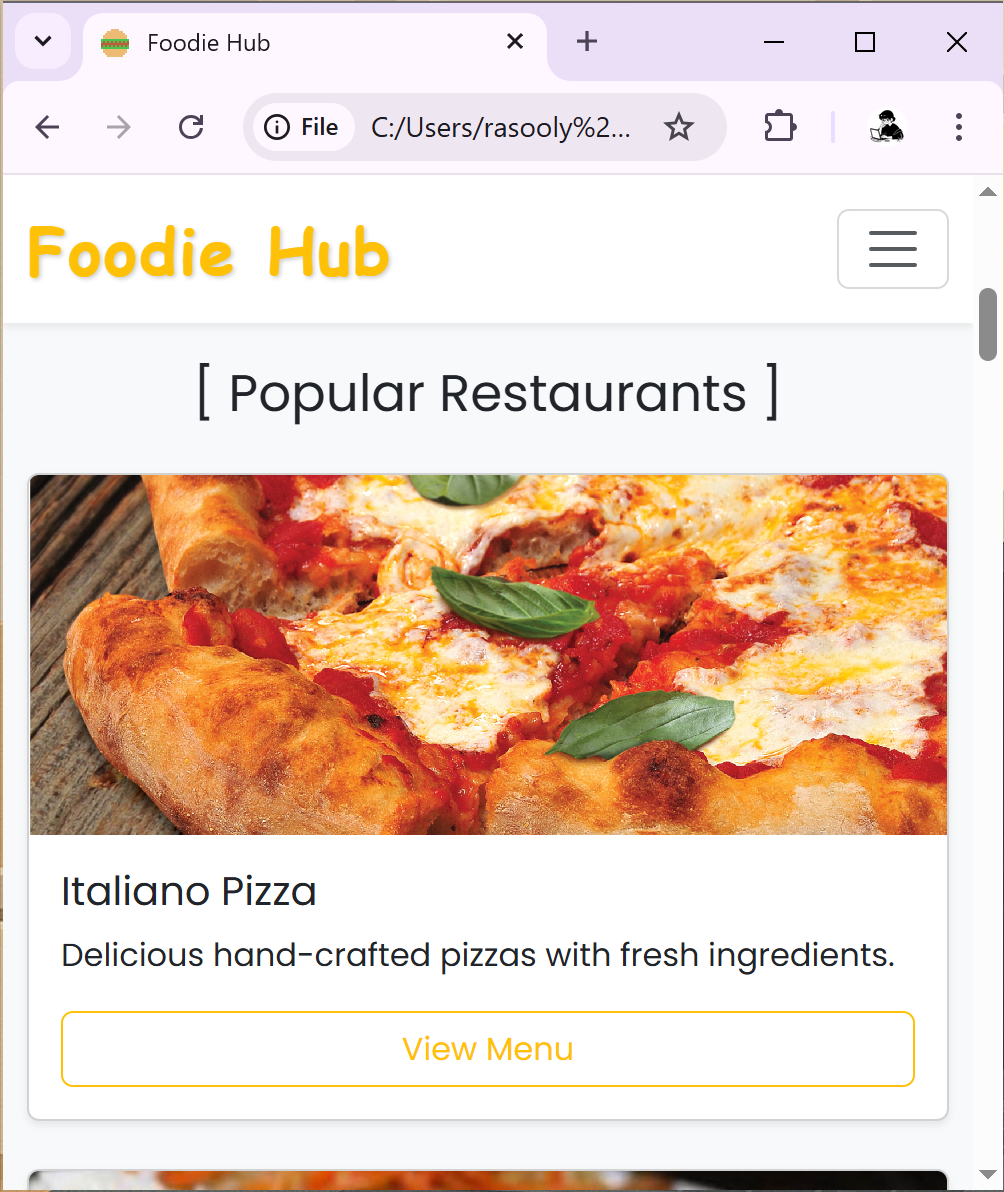 Foodie Hub
File C:/Users/rasooly%2...
Foodie Hub
[ Popular Restaurants ]
Italiano Pizza
Delicious hand-crafted pizzas with fresh ingredients.
View Menu